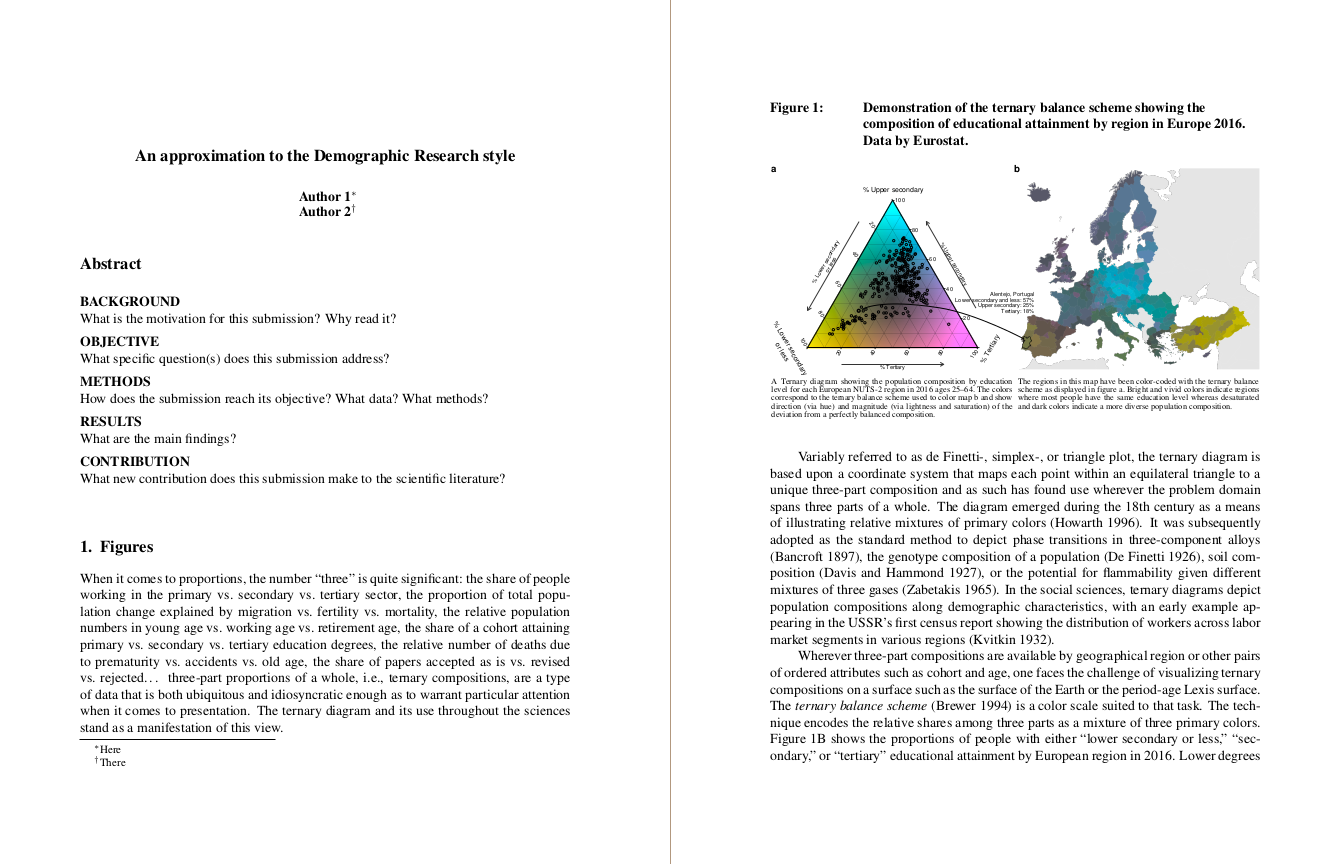 An approximation to the Demographic Research style
Author 1*
Author 2†
Abstract
BACKGROUND
What is the motivation for this submission? Why read it?
OBJECTIVE
What specific question(s) does this submission address?
METHODS
How does the submission reach its objective? What data? What methods?
RESULTS
What are the main findings?
CONTRIBUTION
What new contribution does this submission make to the scientific literature?
1. Figures
When it comes to proportions, the number “three” is quite significant: the share of people
working in the primary vs. secondary vs. tertiary sector, the proportion of total popu-
lation change explained by migration vs. fertility vs. mortality, the relative population
numbers in young age vs. working age vs. retirement age, the share of a cohort attaining
primary vs. secondary vs. tertiary education degrees, the relative number of deaths due
to prematurity vs. accidents vs. old age, the share of papers accepted as is vs. revised
vs. rejected... three-part proportions of a whole, i.e., ternary compositions, are a type
of data that is both ubiquitous and idiosyncratic enough as to warrant particular attention
when it comes to presentation. The ternary diagram and its use throughout the sciences
stand as a manifestation of this view.
*Here
†There
Figure 1: Demonstration of the ternary balance scheme showing the
composition of educational attainment by region in Europe 2016.
Data by Eurostat.
a
b
% Upper secondary
100
20
80
% Lower secondary
or less
% Upper secondary
40
60
60
40
Alentejo, Portugal
Lower secondary and less: 57%
Upper secondary: 25%
Tertiary: 18%
80
20
% Lower secondary
or less
100
20
40
60
80
100
% Tertiary
% Tertiary
A Ternary diagram showing the population composition by education
level for each European NUTS-2 region in 2016 ages 25–64. The colors
correspond to the ternary balance scheme used to color map b and show
direction (via hue) and magnitude (via lightness and saturation) of the
deviation from a perfectly balanced composition.
The regions in this map have been color-coded with the ternary balance
scheme as displayed in figure a. Bright and vivid colors indicate regions
where most people have the same education level whereas desaturated
and dark colors indicate a more diverse population composition.
Variably referred to as de Finetti-, simplex-, or triangle plot, the ternary diagram is
based upon a coordinate system that maps each point within an equilateral triangle to a
unique three-part composition and as such has found use wherever the problem domain
spans three parts of a whole. The diagram emerged during the 18th century as a means
of illustrating relative mixtures of primary colors (Howarth 1996). It was subsequently
adopted as the standard method to depict phase transitions in three-component alloys
(Bancroft 1897), the genotype composition of a population (De Finetti 1926), soil com-
position (Davis and Hammond 1927), or the potential for flammability given different
mixtures of three gases (Zabetakis 1965). In the social sciences, ternary diagrams depict
population compositions along demographic characteristics, with an early example ap-
pearing in the USSR’s first census report showing the distribution of workers across labor
market segments in various regions (Kvitkin 1932).
Wherever three-part compositions are available by geographical region or other pairs
of ordered attributes such as cohort and age, one faces the challenge of visualizing ternary
compositions on a surface such as the surface of the Earth or the period-age Lexis surface.
The ternary balance scheme (Brewer 1994) is a color scale suited to that task. The tech-
nique encodes the relative shares among three parts as a mixture of three primary colors.
Figure 1B shows the proportions of people with either “lower secondary or less,” “sec-
ondary,” or “tertiary” educational attainment by European region in 2016. Lower degrees